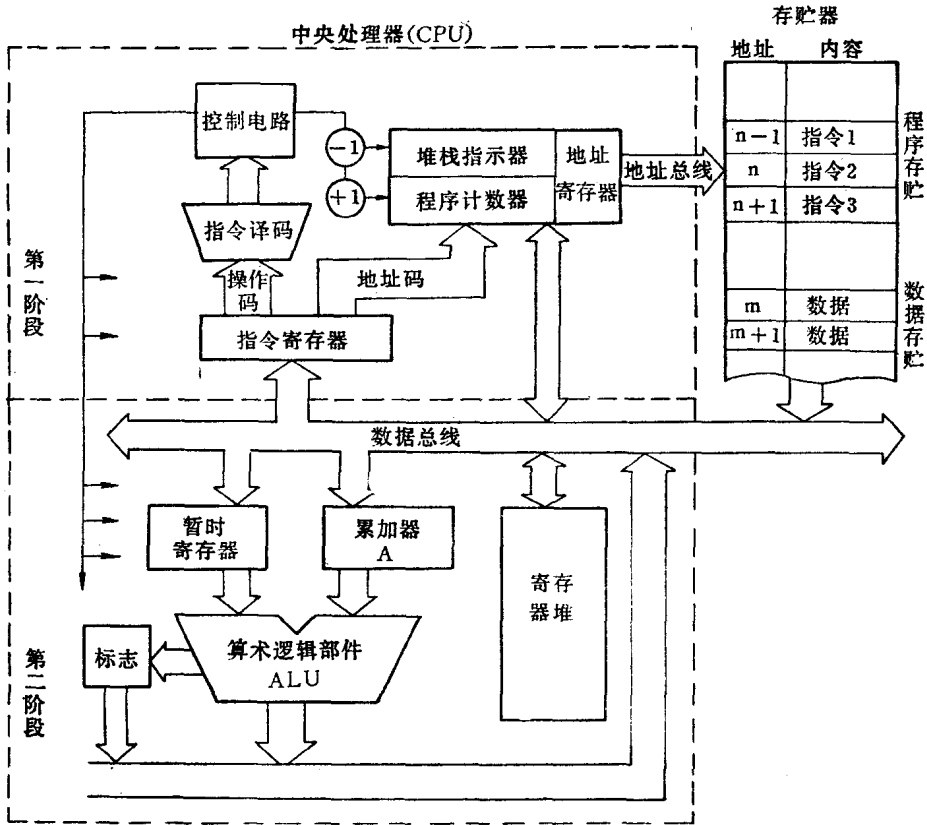 中央处理器(CPU)
存贮器
地址 内容
控制电路
−1
+1
堆栈指示器
程序计数器
地址
寄存器
地址总线
n−1 指令1
n 指令2
n+1 指令3
程序存贮
指令译码
操作
码
地址码
指令寄存器
第一阶段
m 数据
m+1 数据
数据存贮
数据总线
暂时
寄存器
累加器
A
寄存
器堆
算术逻辑部件
ALU
标志
第二阶段